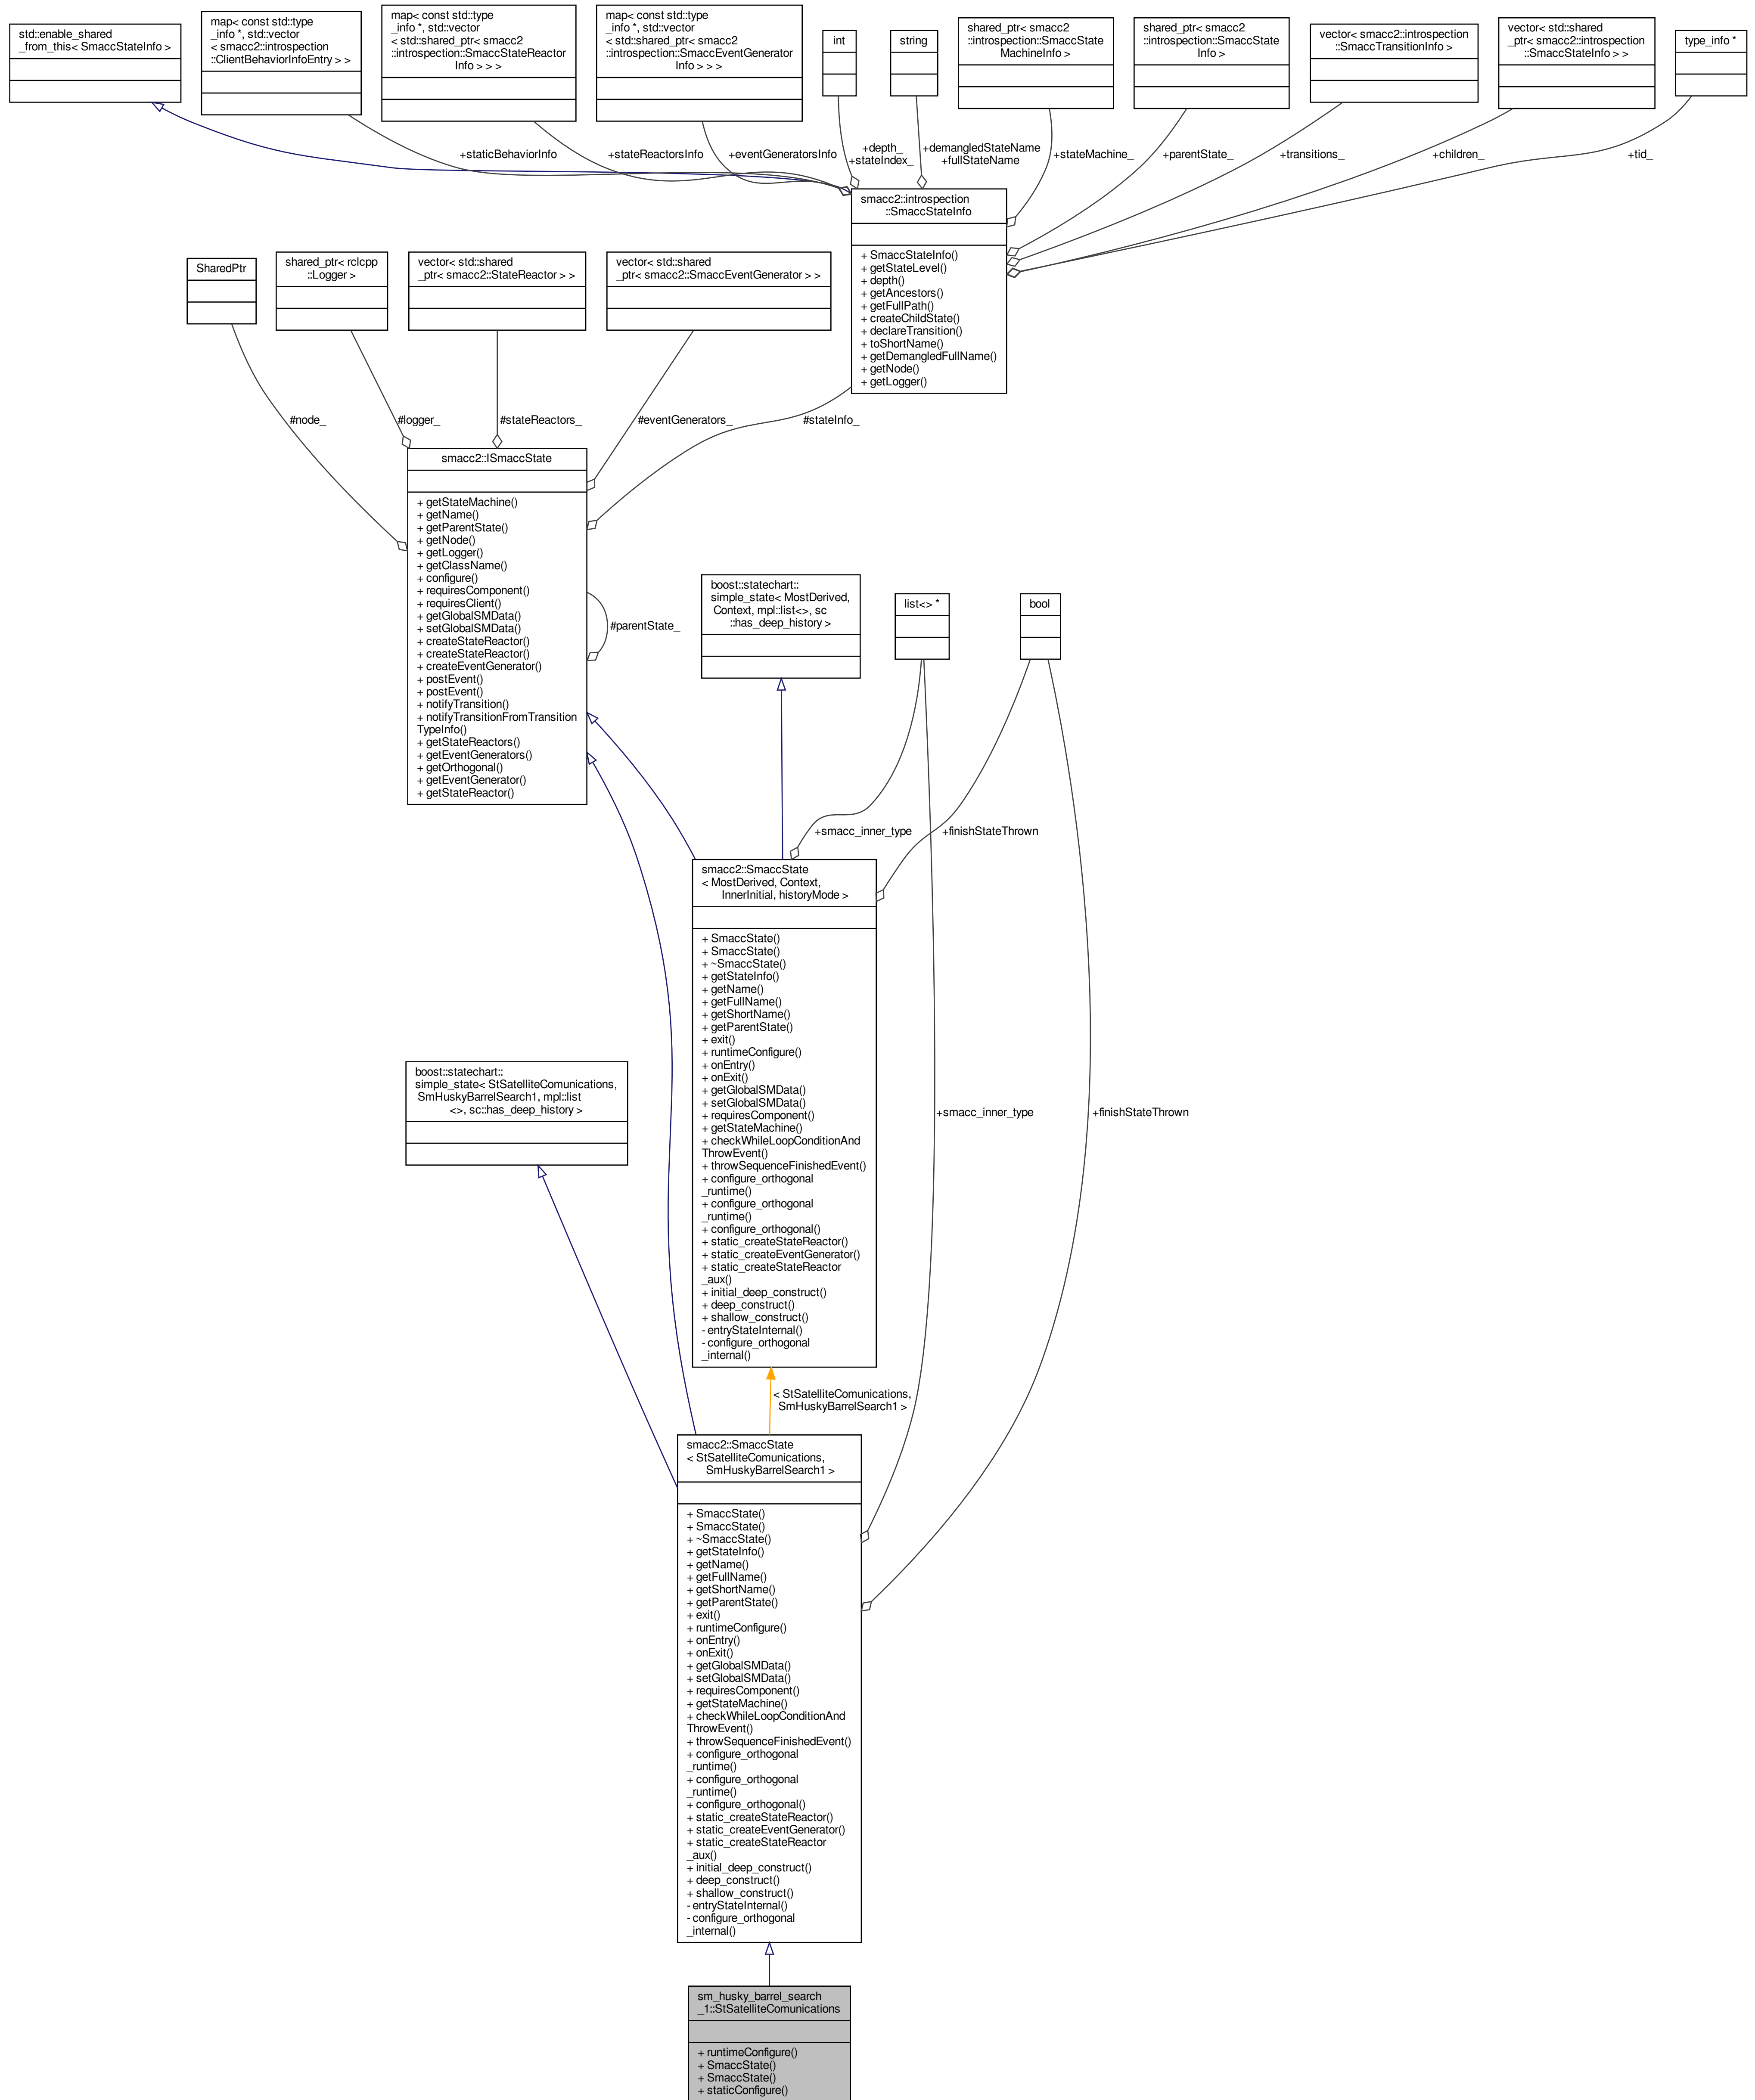 std::enable_shared
_from_this< SmaccStateInfo >
map< const std::type
_info *, std::vector
< smacc2::introspection
::ClientBehaviorInfoEntry > >
map< const std::type
_info *, std::vector
< std::shared_ptr< smacc2
::introspection::SmaccStateReactor
Info > > >
map< const std::type
_info *, std::vector
< std::shared_ptr< smacc2
::introspection::SmaccEventGenerator
Info > > >
int
string
shared_ptr< smacc2
::introspection::SmaccState
MachineInfo >
shared_ptr< smacc2
::introspection::SmaccState
Info >
vector< smacc2::introspection
::SmaccTransitionInfo >
vector< std::shared
_ptr< smacc2::introspection
::SmaccStateInfo > >
type_info *
+staticBehaviorInfo
+stateReactorsInfo
+eventGeneratorsInfo
+depth_
+stateIndex_
+demangledStateName
+fullStateName
+stateMachine_
+parentState_
+transitions_
+children_
+tid_
smacc2::introspection
::SmaccStateInfo
+ SmaccStateInfo()
+ getStateLevel()
+ depth()
+ getAncestors()
+ getFullPath()
+ createChildState()
+ declareTransition()
+ toShortName()
+ getDemangledFullName()
+ getNode()
+ getLogger()
SharedPtr
shared_ptr< rclcpp
::Logger >
vector< std::shared
_ptr< smacc2::StateReactor > >
vector< std::shared
_ptr< smacc2::SmaccEventGenerator > >
#node_
#logger_
#stateReactors_
#eventGenerators_
#stateInfo_
smacc2::ISmaccState
+ getStateMachine()
+ getName()
+ getParentState()
+ getNode()
+ getLogger()
+ getClassName()
+ configure()
+ requiresComponent()
+ requiresClient()
+ getGlobalSMData()
+ setGlobalSMData()
+ createStateReactor()
+ createStateReactor()
+ createEventGenerator()
+ postEvent()
+ postEvent()
+ notifyTransition()
+ notifyTransitionFromTransition
TypeInfo()
+ getStateReactors()
+ getEventGenerators()
+ getOrthogonal()
+ getEventGenerator()
+ getStateReactor()
#parentState_
boost::statechart::
simple_state< MostDerived,
Context, mpl::list<>, sc
::has_deep_history >
list<> *
bool
+smacc_inner_type
+finishStateThrown
smacc2::SmaccState
< MostDerived, Context,
InnerInitial, historyMode >
+ SmaccState()
+ SmaccState()
+ ~SmaccState()
+ getStateInfo()
+ getName()
+ getFullName()
+ getShortName()
+ getParentState()
+ exit()
+ runtimeConfigure()
+ onEntry()
+ onExit()
+ getGlobalSMData()
+ setGlobalSMData()
+ requiresComponent()
+ getStateMachine()
+ checkWhileLoopConditionAnd
ThrowEvent()
+ throwSequenceFinishedEvent()
+ configure_orthogonal
_runtime()
+ configure_orthogonal
_runtime()
+ configure_orthogonal()
+ static_createStateReactor()
+ static_createEventGenerator()
+ static_createStateReactor
_aux()
+ initial_deep_construct()
+ deep_construct()
+ shallow_construct()
- entryStateInternal()
- configure_orthogonal
_internal()
boost::statechart::
simple_state< StSatelliteComunications,
SmHuskyBarrelSearch1, mpl::list
<>, sc::has_deep_history >
+smacc_inner_type
+finishStateThrown
< StSatelliteComunications,
SmHuskyBarrelSearch1 >
smacc2::SmaccState
< StSatelliteComunications,
SmHuskyBarrelSearch1 >
+ SmaccState()
+ SmaccState()
+ ~SmaccState()
+ getStateInfo()
+ getName()
+ getFullName()
+ getShortName()
+ getParentState()
+ exit()
+ runtimeConfigure()
+ onEntry()
+ onExit()
+ getGlobalSMData()
+ setGlobalSMData()
+ requiresComponent()
+ getStateMachine()
+ checkWhileLoopConditionAnd
ThrowEvent()
+ throwSequenceFinishedEvent()
+ configure_orthogonal
_runtime()
+ configure_orthogonal
_runtime()
+ configure_orthogonal()
+ static_createStateReactor()
+ static_createEventGenerator()
+ static_createStateReactor
_aux()
+ initial_deep_construct()
+ deep_construct()
+ shallow_construct()
- entryStateInternal()
- configure_orthogonal
_internal()
sm_husky_barrel_search
_1::StSatelliteComunications
+ runtimeConfigure()
+ SmaccState()
+ SmaccState()
+ staticConfigure()